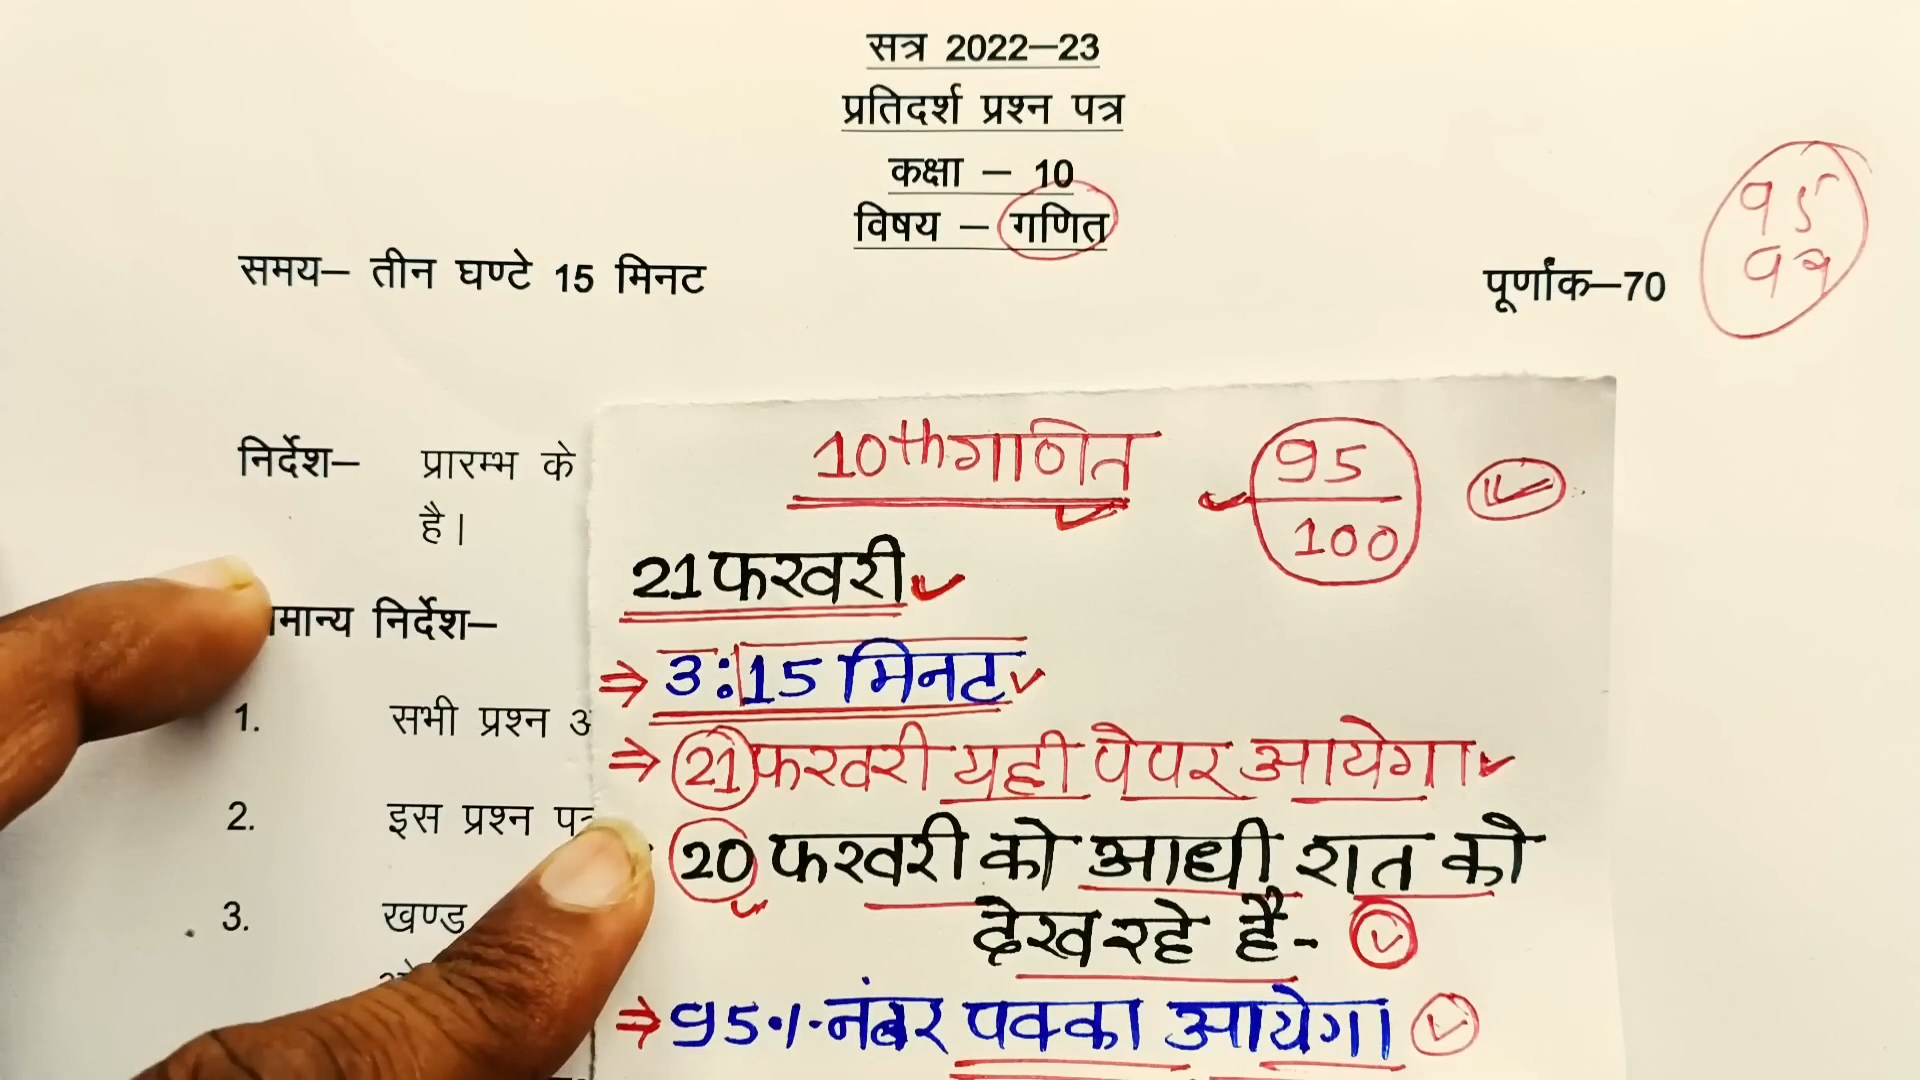 सत्र 2022–23
प्रतिदर्श प्रश्न पत्र
कक्षा – 10
विषय – गणित
समय– तीन घण्टे 15 मिनट
पूर्णांक–70
95
निर्देश– प्रारम्भ के
है।
मान्य निर्देश–
1. सभी प्रश्न अ
2. इस प्रश्न पत्र
3. खण्ड
10th गणित
95
100
21 फरवरी
⇒ 3:15 मिनट
⇒ 21 फरवरी यही पेपर आयेगा
20 फरवरी को आधी रात को
देख रहे हैं-
⇒ 95% नंबर पक्का आयेगा